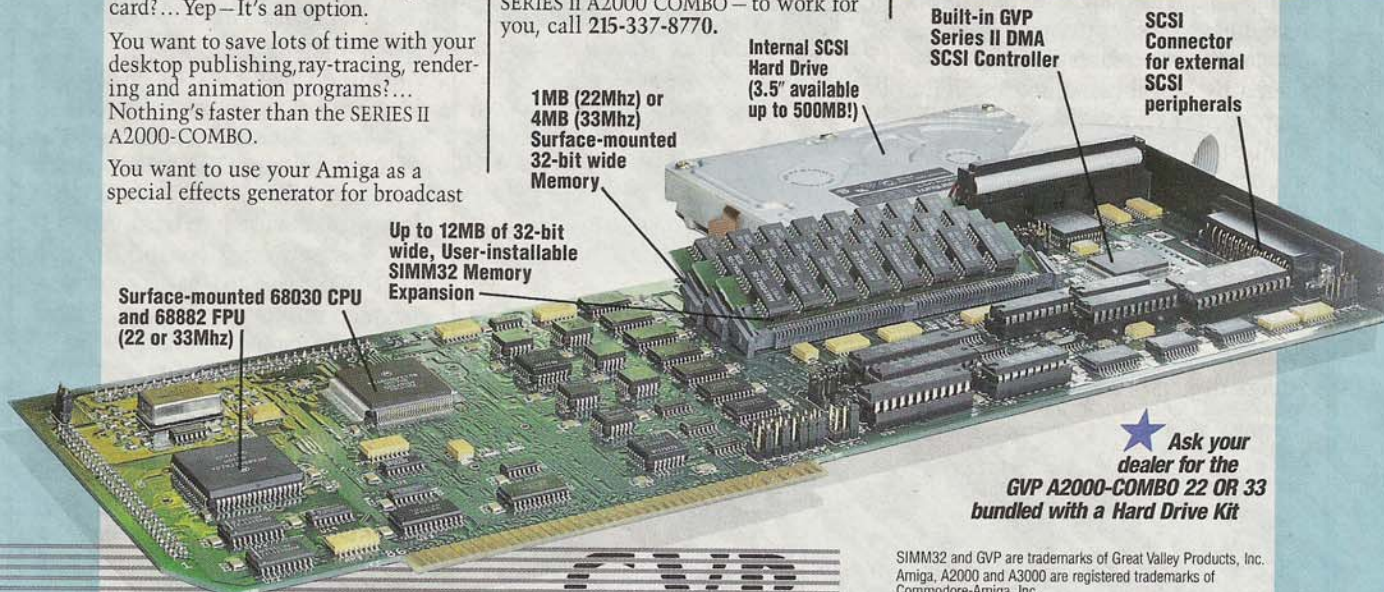 card?... Yep—It's an option.
You want to save lots of time with your
desktop publishing,ray-tracing, render-
ing and animation programs?...
Nothing's faster than the SERIES II
A2000-COMBO.
You want to use your Amiga as a
special effects generator for broadcast
SERIES II A2000 COMBO—to work for
you, call 215-337-8770.
Surface-mounted 68030 CPU
and 68882 FPU
(22 or 33Mhz)
Up to 12MB of 32-bit
wide, User-installable
SIMM32 Memory
Expansion
1MB (22Mhz) or
4MB (33Mhz)
Surface-mounted
32-bit wide
Memory
Internal SCSI
Hard Drive
(3.5" available
up to 500MB!)
Built-in GVP
Series II DMA
SCSI Controller
SCSI
Connector
for external
SCSI
peripherals
Ask your
dealer for the
GVP A2000-COMBO 22 OR 33
bundled with a Hard Drive Kit
GVP
SIMM32 and GVP are tradermarks of Great Valley Products, Inc.
Amiga, A2000 and A3000 are registered trademarks of
Commodore-Amiga, Inc.